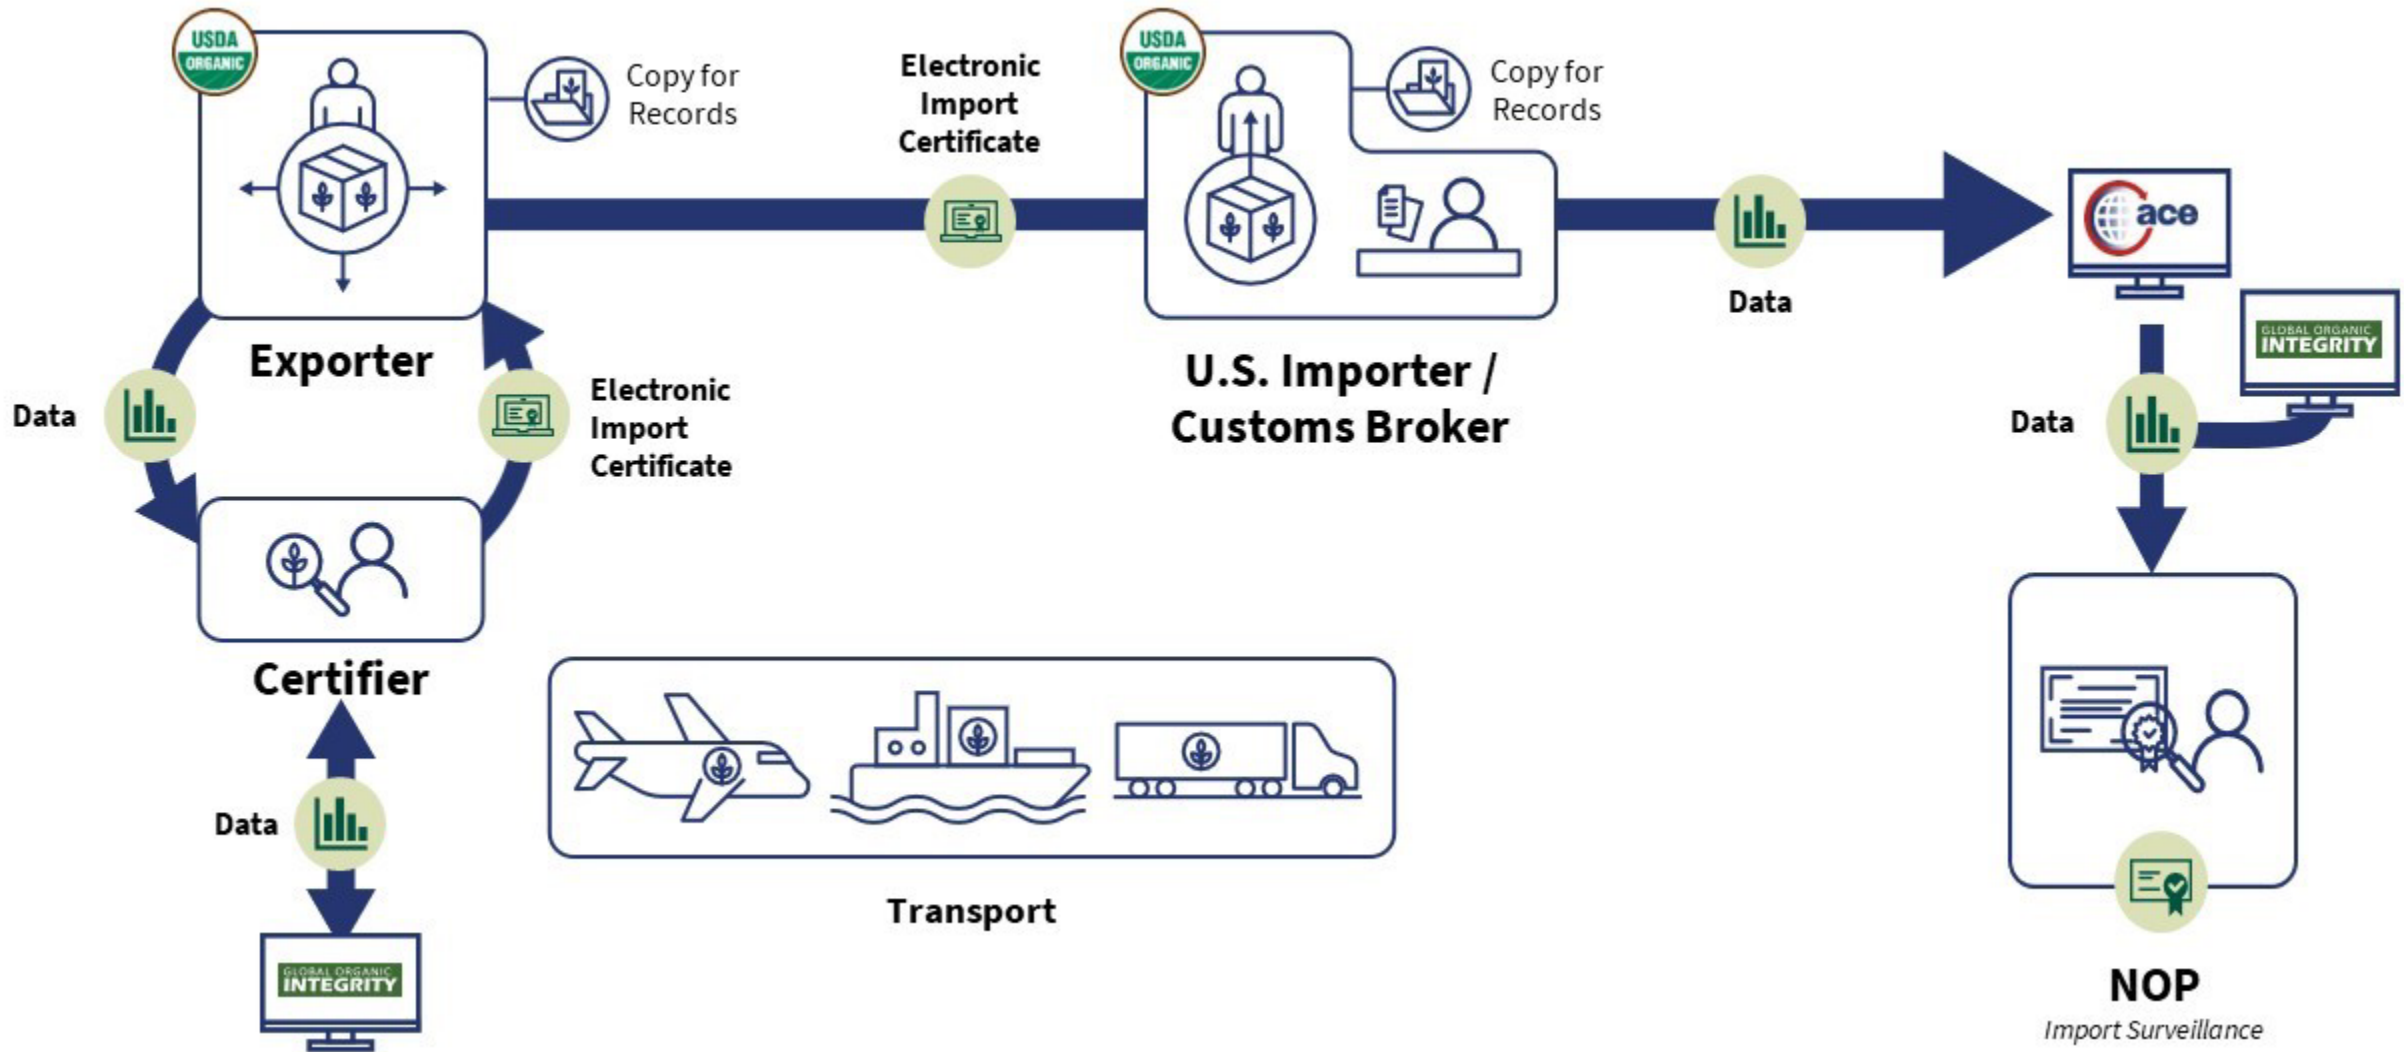 USDA
ORGANIC
Copy for
Records
Electronic
Import
Certificate
USDA
ORGANIC
Copy for
Records
ace
Data
GLOBAL ORGANIC
INTEGRITY
Exporter
U.S. Importer /
Customs Broker
Data
Electronic
Import
Certificate
Data
Certifier
Data
Transport
GLOBAL ORGANIC
INTEGRITY
NOP
Import Surveillance